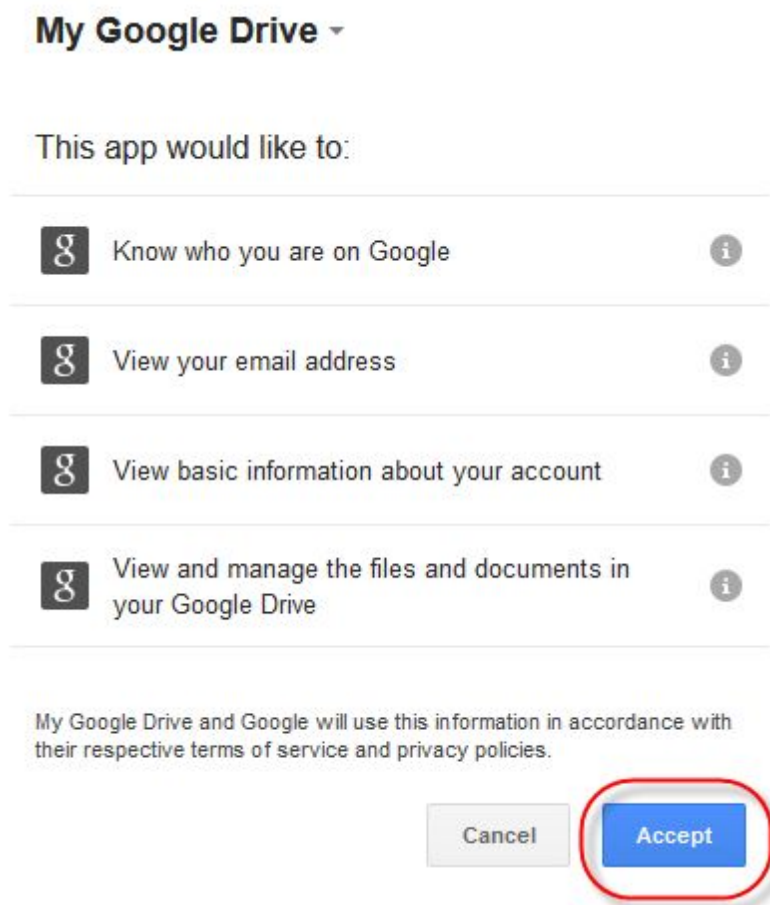 My Google Drive
This app would like to:
g Know who you are on Google i
g View your email address i
g View basic information about your account i
g View and manage the files and documents in
your Google Drive i
My Google Drive and Google will use this information in accordance with
their respective terms of service and privacy policies.
Cancel Accept